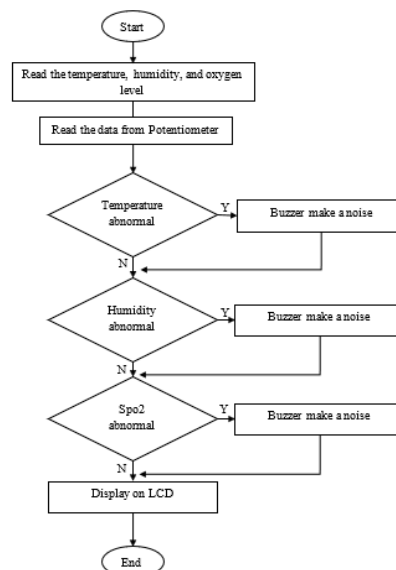 Start
Read the temperature, humidity, and oxygen
level
Read the data from Potentiometer
Temperature
abnormal
Y
Buzzer make a noise
N
Humidity
abnormal
Y
Buzzer make a noise
N
Spo2
abnormal
Y
Buzzer make a noise
N
Display on LCD
End